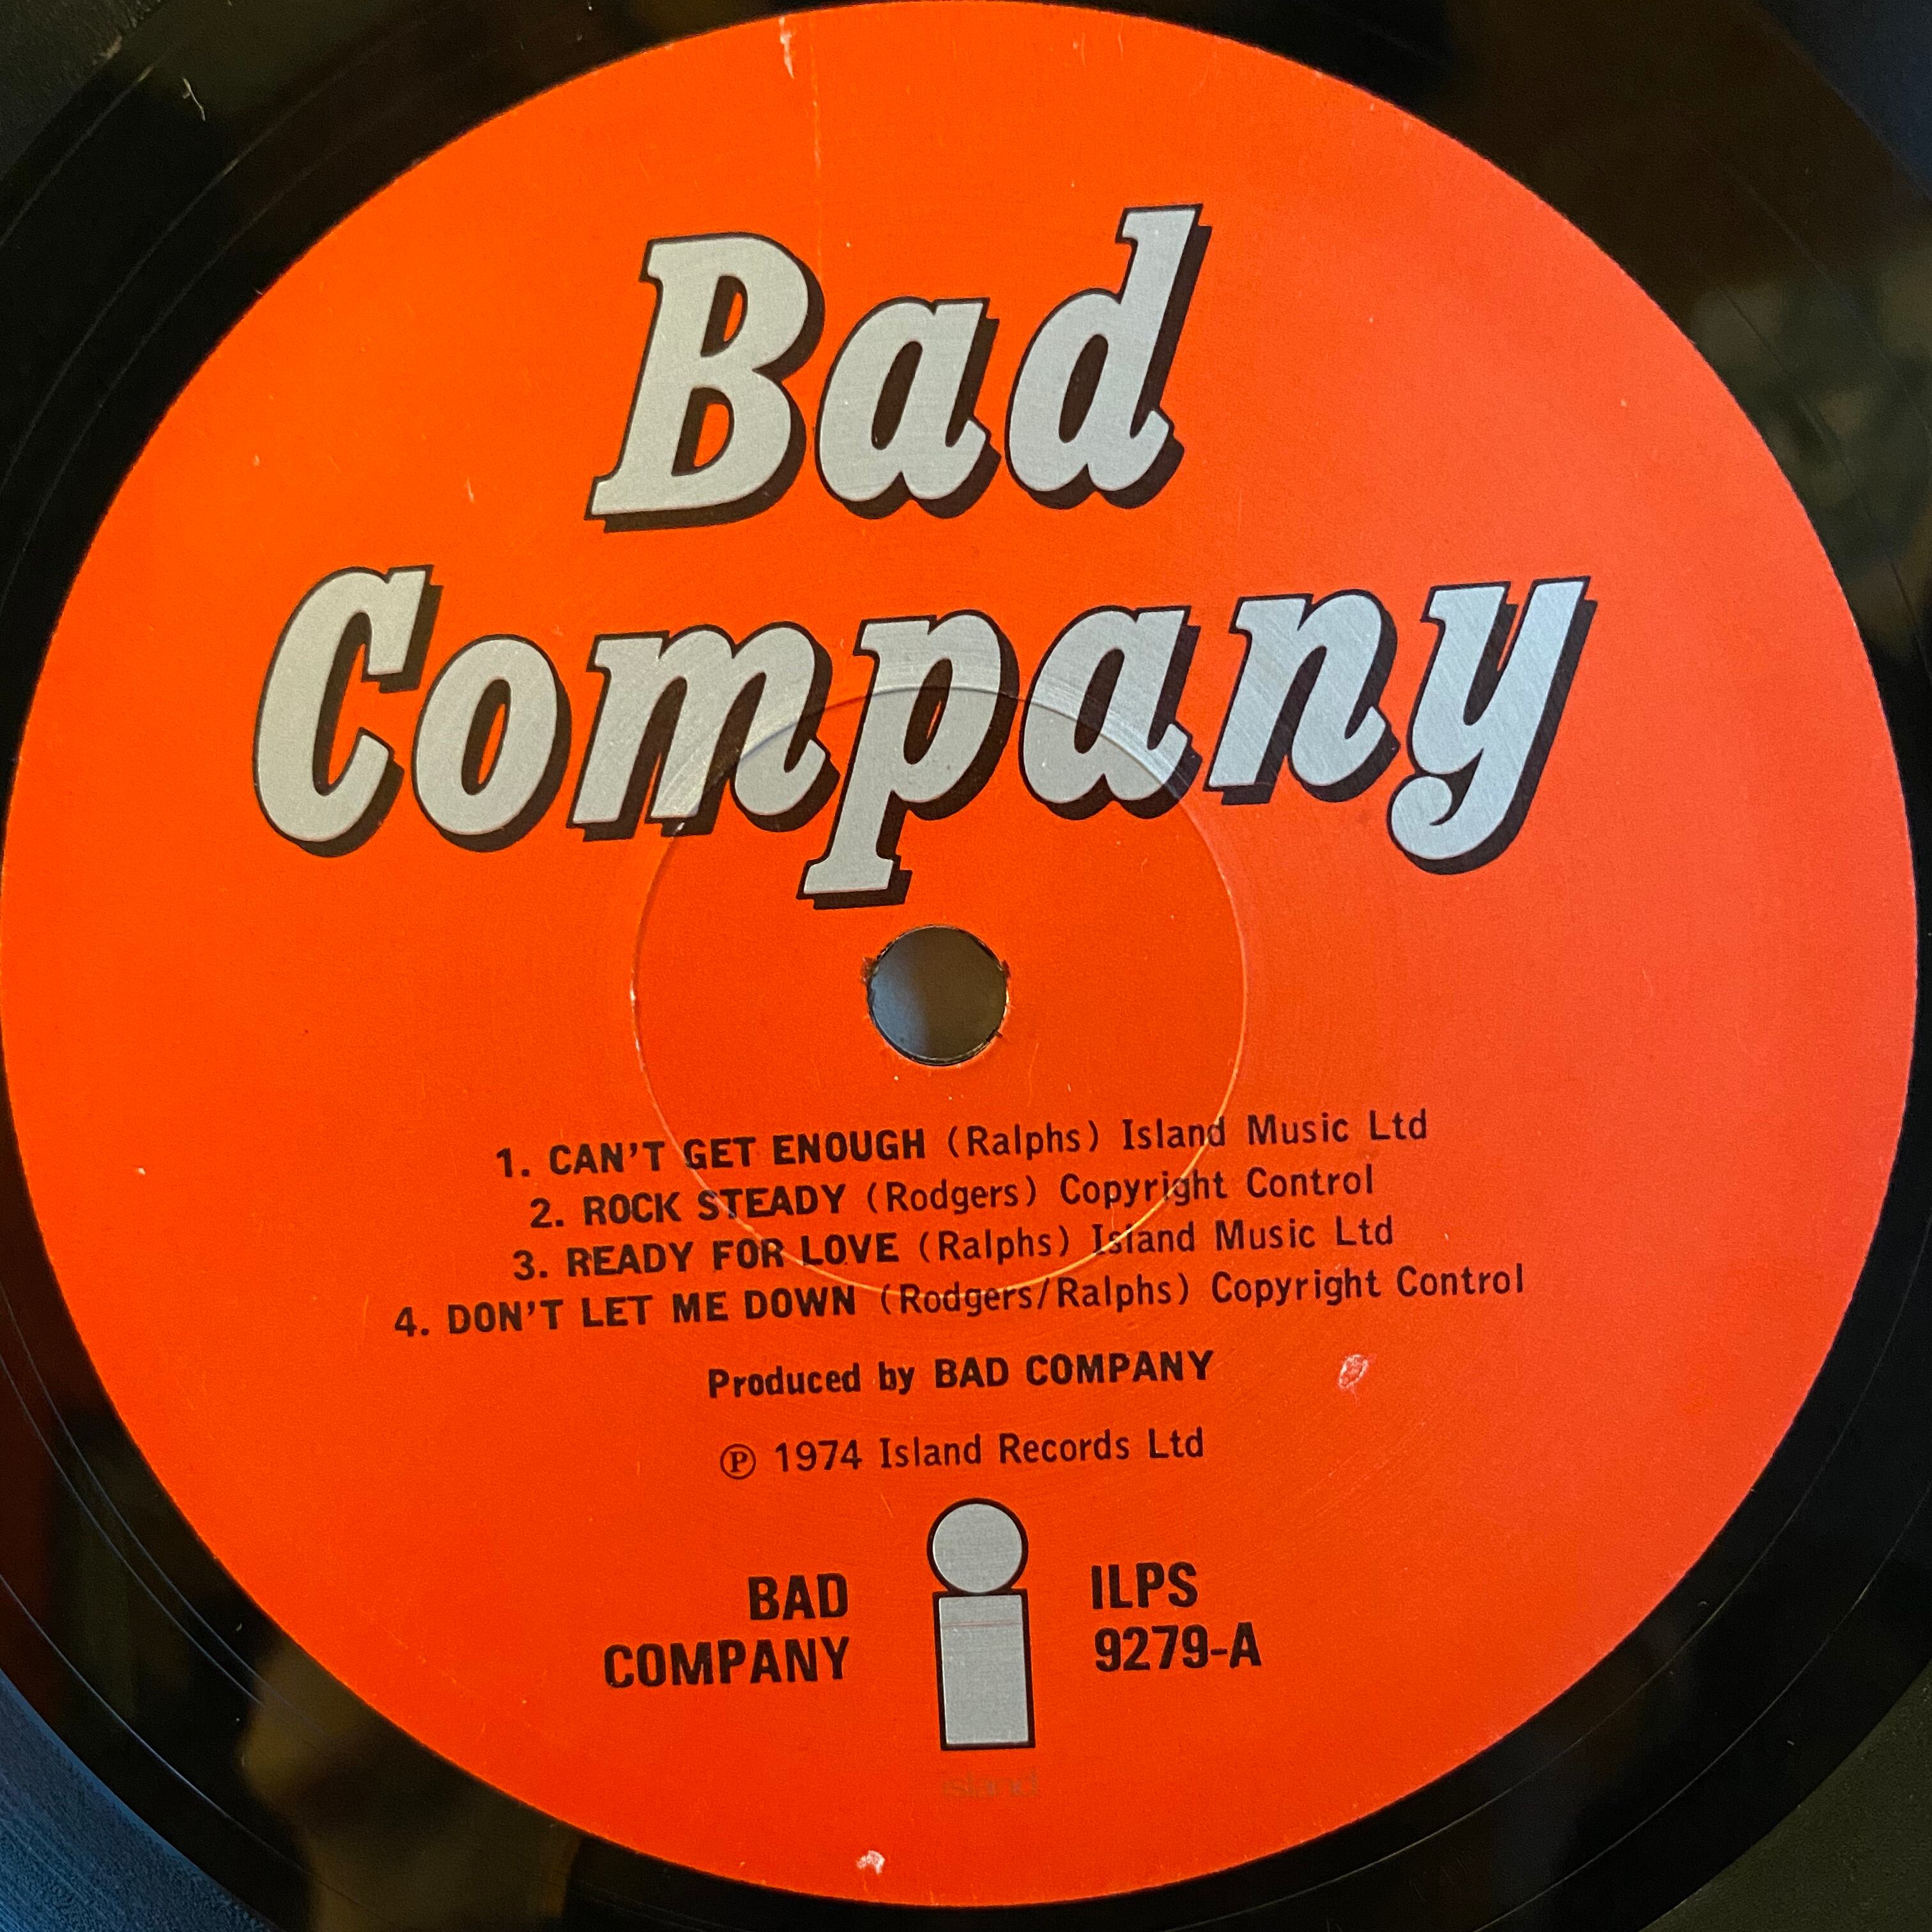 Bad
Company
1. CAN'T GET ENOUGH (Ralphs) Island Music Ltd
2. ROCK STEADY (Rodgers) Copyright Control
3. READY FOR LOVE (Ralphs) Island Music Ltd
4. DON'T LET ME DOWN (Rodgers/Ralphs) Copyright Control
Produced by BAD COMPANY
Ⓟ 1974 Island Records Ltd
BAD
COMPANY
ILPS
9279-A
island